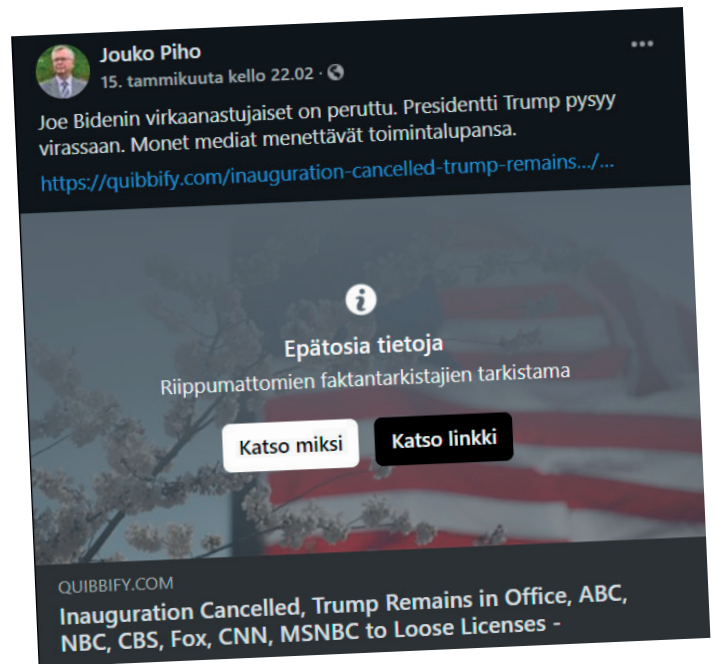 Jouko Piho
15. tammikuuta kello 22.02 ·
Joe Bidenin virkaanastujaiset on peruttu. Presidentti Trump pysyy
virassaan. Monet mediat menettävät toimintalupansa.
https://quibbify.com/inauguration-cancelled-trump-remains.../...
Epätosia tietoja
Riippumattomien faktantarkistajien tarkistama
Katso miksi
Katso linkki
QUIBBIFY.COM
Inauguration Cancelled, Trump Remains in Office, ABC,
NBC, CBS, Fox, CNN, MSNBC to Loose Licenses -